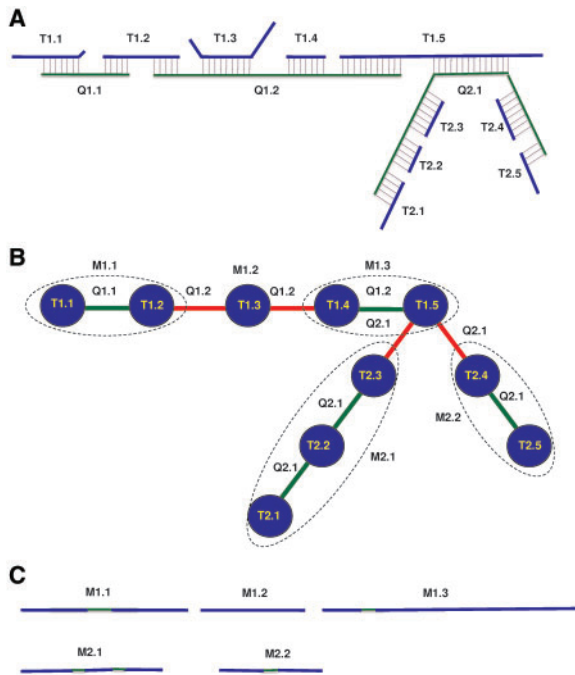 A
T1.1 T1.2 T1.3 T1.4 T1.5
Q1.1 Q1.2 Q2.1
T2.3 T2.4
T2.2
T2.5
T2.1
B
M1.1 M1.2 M1.3
Q1.1 Q1.2 Q1.2 Q1.2
T1.1 T1.2 T1.3 T1.4 T1.5
Q2.1 Q2.1
T2.3 T2.4
Q2.1 Q2.1
M2.2
T2.2 T2.5
M2.1
Q2.1
T2.1
C
M1.1 M1.2 M1.3
M2.1 M2.2